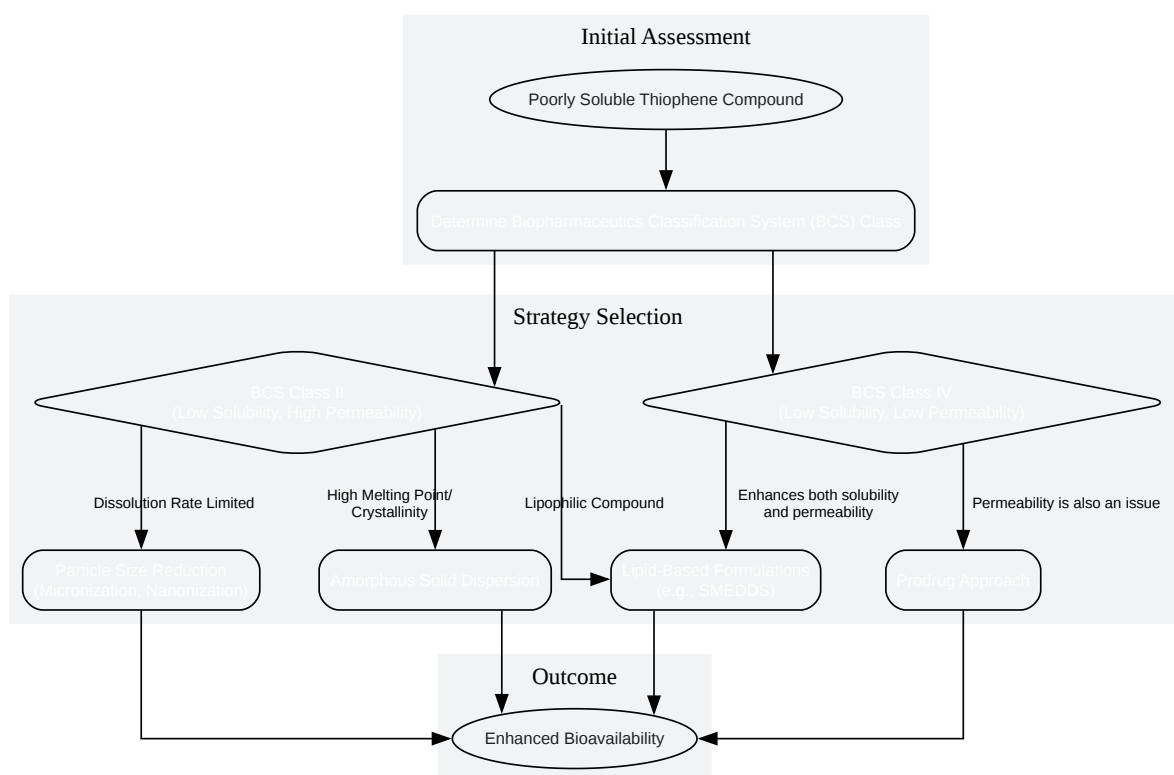 Initial Assessment
Poorly Soluble Thiophene Compound
Determine Biopharmaceutics Classification System (BCS) Class
Strategy Selection
BCS Class II
(Low Solubility, High Permeability)
BCS Class IV
(Low Solubility, Low Permeability)
Dissolution Rate Limited
High Melting Point/
Crystallinity
Lipophilic Compound
Enhances both solubility
and permeability
Permeability is also an issue
Particle Size Reduction
(Micronization, Nanonization)
Amorphous Solid Dispersion
Lipid-Based Formulations
(e.g., SMEDDS)
Prodrug Approach
Outcome
Enhanced Bioavailability